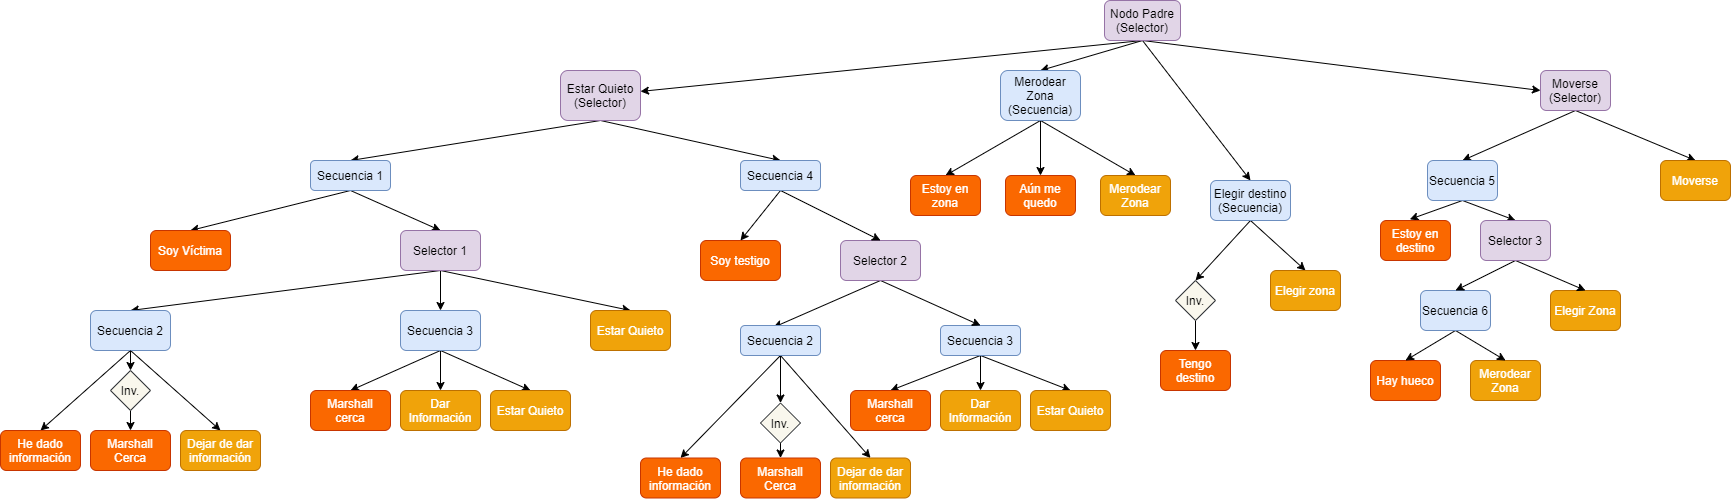 Nodo Padre
(Selector)
Estar Quieto
(Selector)
Merodear
Zona
(Secuencia)
Moverse
(Selector)
Secuencia 1
Secuencia 4
Estoy en
zona
Aún me
quedo
Merodear
Zona
Elegir destino
(Secuencia)
Secuencia 5
Moverse
Soy Víctima
Selector 1
Soy testigo
Selector 2
Estoy en
destino
Selector 3
Inv.
Elegir zona
Secuencia 2
Secuencia 3
Estar Quieto
Secuencia 2
Secuencia 3
Tengo
destino
Secuencia 6
Elegir Zona
Inv.
Marshall
cerca
Dar
Información
Estar Quieto
Marshall
cerca
Dar
Información
Estar Quieto
Hay hueco
Merodear
Zona
He dado
información
Marshall
Cerca
Dejar de dar
información
Inv.
He dado
información
Marshall
Cerca
Dejar de dar
información